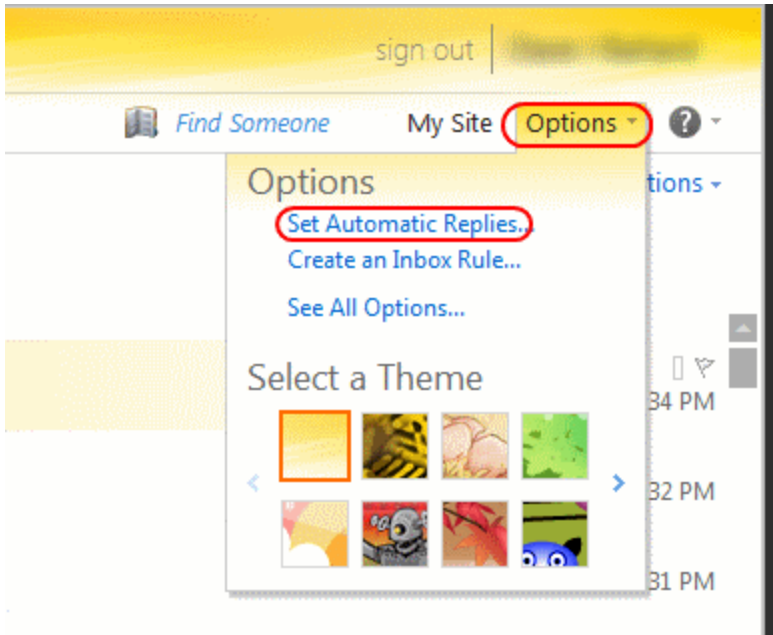 sign out
Find Someone My Site Options
Options
tions
Set Automatic Replies...
Create an Inbox Rule...
See All Options...
Select a Theme
34 PM
32 PM
31 PM